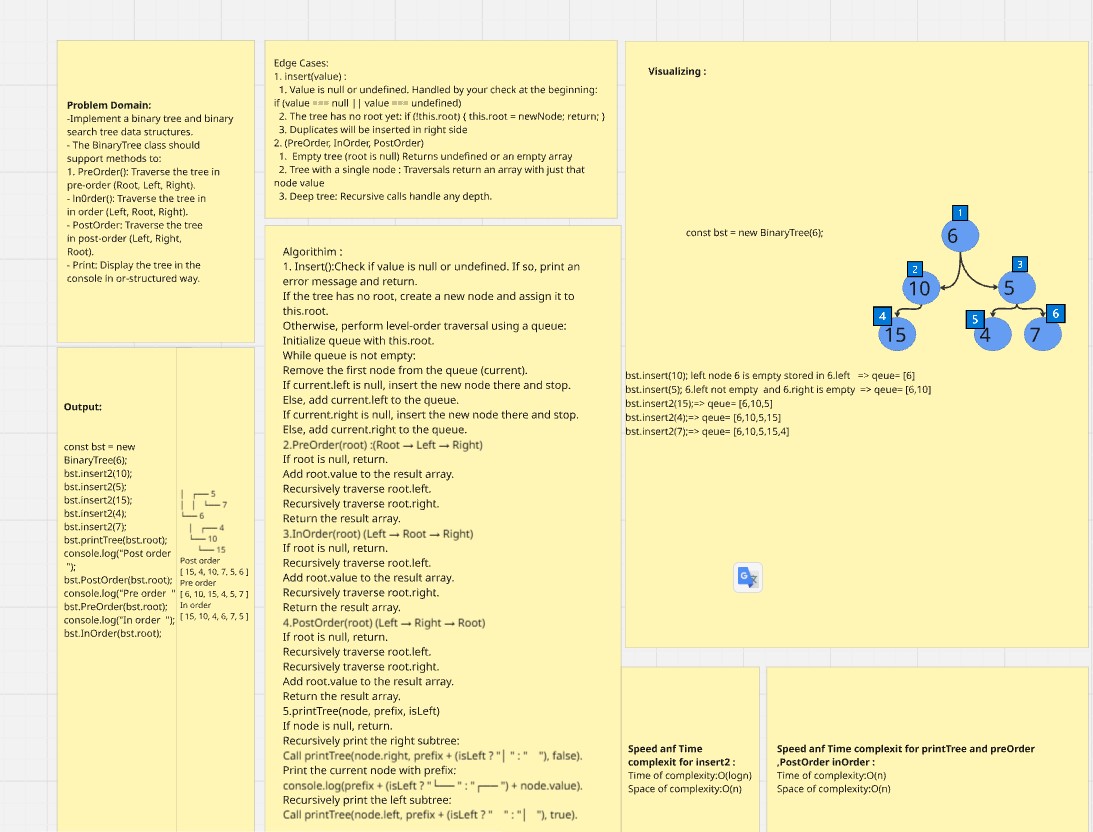 Problem Domain:
-Implement a binary tree and binary
search tree data structures.
- The BinaryTree class should
support methods to:
1. PreOrder(): Traverse the tree in
pre-order (Root, Left, Right).
- In0rder(): Traverse the tree in
in order (Left, Root, Right).
- PostOrder: Traverse the tree
in post-order (Left, Right,
Root).
- Print: Display the tree in the
console in or-structured way.
Edge Cases:
1. insert(value) :
1. Value is null or undefined. Handled by your check at the beginning:
if (value === null || value === undefined)
2. The tree has no root yet: if (!this.root) { this.root = newNode; return; }
3. Duplicates will be inserted in right side
2. (PreOrder, InOrder, PostOrder)
1. Empty tree (root is null) Returns undefined or an empty array
2. Tree with a single node : Traversals return an array with just that
node value
3. Deep tree: Recursive calls handle any depth.
Visualizing :
const bst = new BinaryTree(6);
1
6
2
10
3
5
4
15
5
4
6
7
bst.insert(10); left node 6 is empty stored in 6.left => qeue= [6]
bst.insert(5); 6.left not empty and 6.right is empty => qeue= [6,10]
bst.insert2(15);=> qeue= [6,10,5]
bst.insert2(4);=> qeue= [6,10,5,15]
bst.insert2(7);=> qeue= [6,10,5,15,4]
Output:
const bst = new
BinaryTree(6);
bst.insert2(10);
bst.insert2(5);
bst.insert2(15);
bst.insert2(4);
bst.insert2(7);
bst.printTree(bst.root);
console.log("Post order
");
bst.PostOrder(bst.root);
console.log("Pre order "
bst.PreOrder(bst.root);
console.log("In order ");
bst.InOrder(bst.root);
│ ┌── 5
│ │ └── 7
└── 6
│ ┌── 4
└── 10
└── 15
Post order
[ 15, 4, 10, 7, 5, 6 ]
Pre order
[ 6, 10, 15, 4, 5, 7 ]
In order
[ 15, 10, 4, 6, 7, 5 ]
Algorithim :
1. Insert():Check if value is null or undefined. If so, print an
error message and return.
If the tree has no root, create a new node and assign it to
this.root.
Otherwise, perform level-order traversal using a queue:
Initialize queue with this.root.
While queue is not empty:
Remove the first node from the queue (current).
If current.left is null, insert the new node there and stop.
Else, add current.left to the queue.
If current.right is null, insert the new node there and stop.
Else, add current.right to the queue.
2.PreOrder(root) :(Root → Left → Right)
If root is null, return.
Add root.value to the result array.
Recursively traverse root.left.
Recursively traverse root.right.
Return the result array.
3.InOrder(root) (Left → Root → Right)
If root is null, return.
Recursively traverse root.left.
Add root.value to the result array.
Recursively traverse root.right.
Return the result array.
4.PostOrder(root) (Left → Right → Root)
If root is null, return.
Recursively traverse root.left.
Recursively traverse root.right.
Add root.value to the result array.
Return the result array.
5.printTree(node, prefix, isLeft)
If node is null, return.
Recursively print the right subtree:
Call printTree(node.right, prefix + (isLeft ? "│ " : " "), false).
Print the current node with prefix:
console.log(prefix + (isLeft ? "└── " : "┌── ") + node.value).
Recursively print the left subtree:
Call printTree(node.left, prefix + (isLeft ? " " : "│ "), true).
G
Speed anf Time
complexit for insert2 :
Time of complexity:O(logn)
Space of complexity:O(n)
Speed anf Time complexit for printTree and preOrder
,PostOrder inOrder :
Time of complexity:O(n)
Space of complexity:O(n)